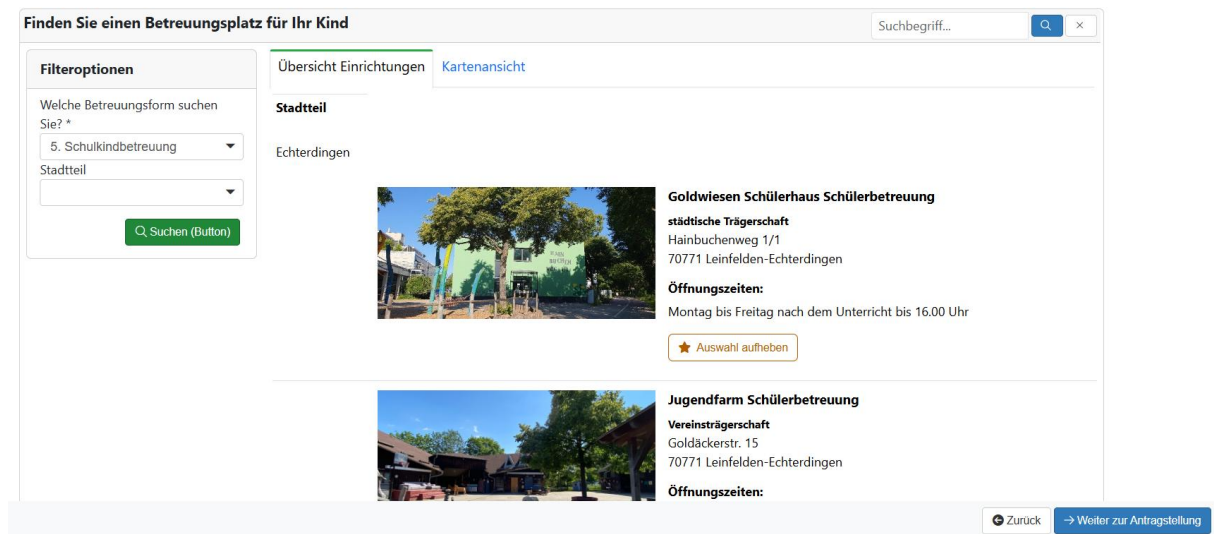 Finden Sie einen Betreuungsplatz für Ihr Kind
Suchbegriff...
Filteroptionen
Welche Betreuungsform suchen
Sie? *
5. Schulkindbetreuung
Stadtteil
Suchen (Button)
Übersicht Einrichtungen
Kartenansicht
Stadtteil
Echterdingen
Goldwiesen Schülerhaus Schülerbetreuung
städtische Trägerschaft
Hainbuchenweg 1/1
70771 Leinfelden-Echterdingen
Öffnungszeiten:
Montag bis Freitag nach dem Unterricht bis 16.00 Uhr
Auswahl aufheben
Jugendfarm Schülerbetreuung
Vereinsträgerschaft
Goldäckerstr. 15
70771 Leinfelden-Echterdingen
Öffnungszeiten:
Zurück
Weiter zur Antragstellung